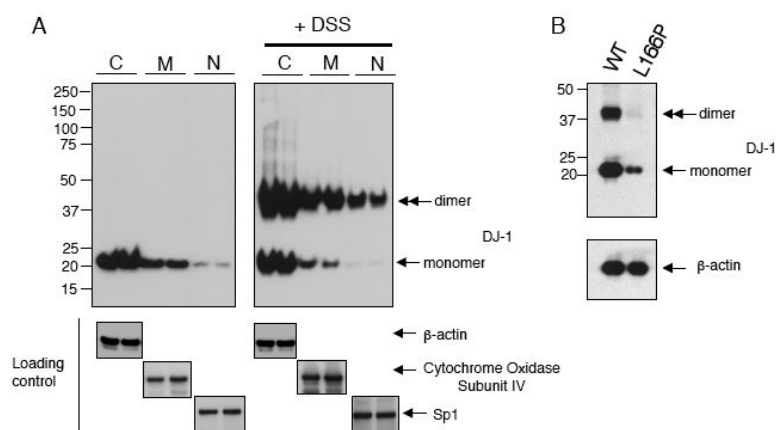 A
+ DSS
C M N
C M N
250
150
100
75
50
37
25
20
15
dimer
DJ-1
monomer
β-actin
Loading
control
Cytochrome Oxidase
Subunit IV
Sp1
B
WT
L166P
50
37
25
20
dimer
DJ-1
monomer
β-actin